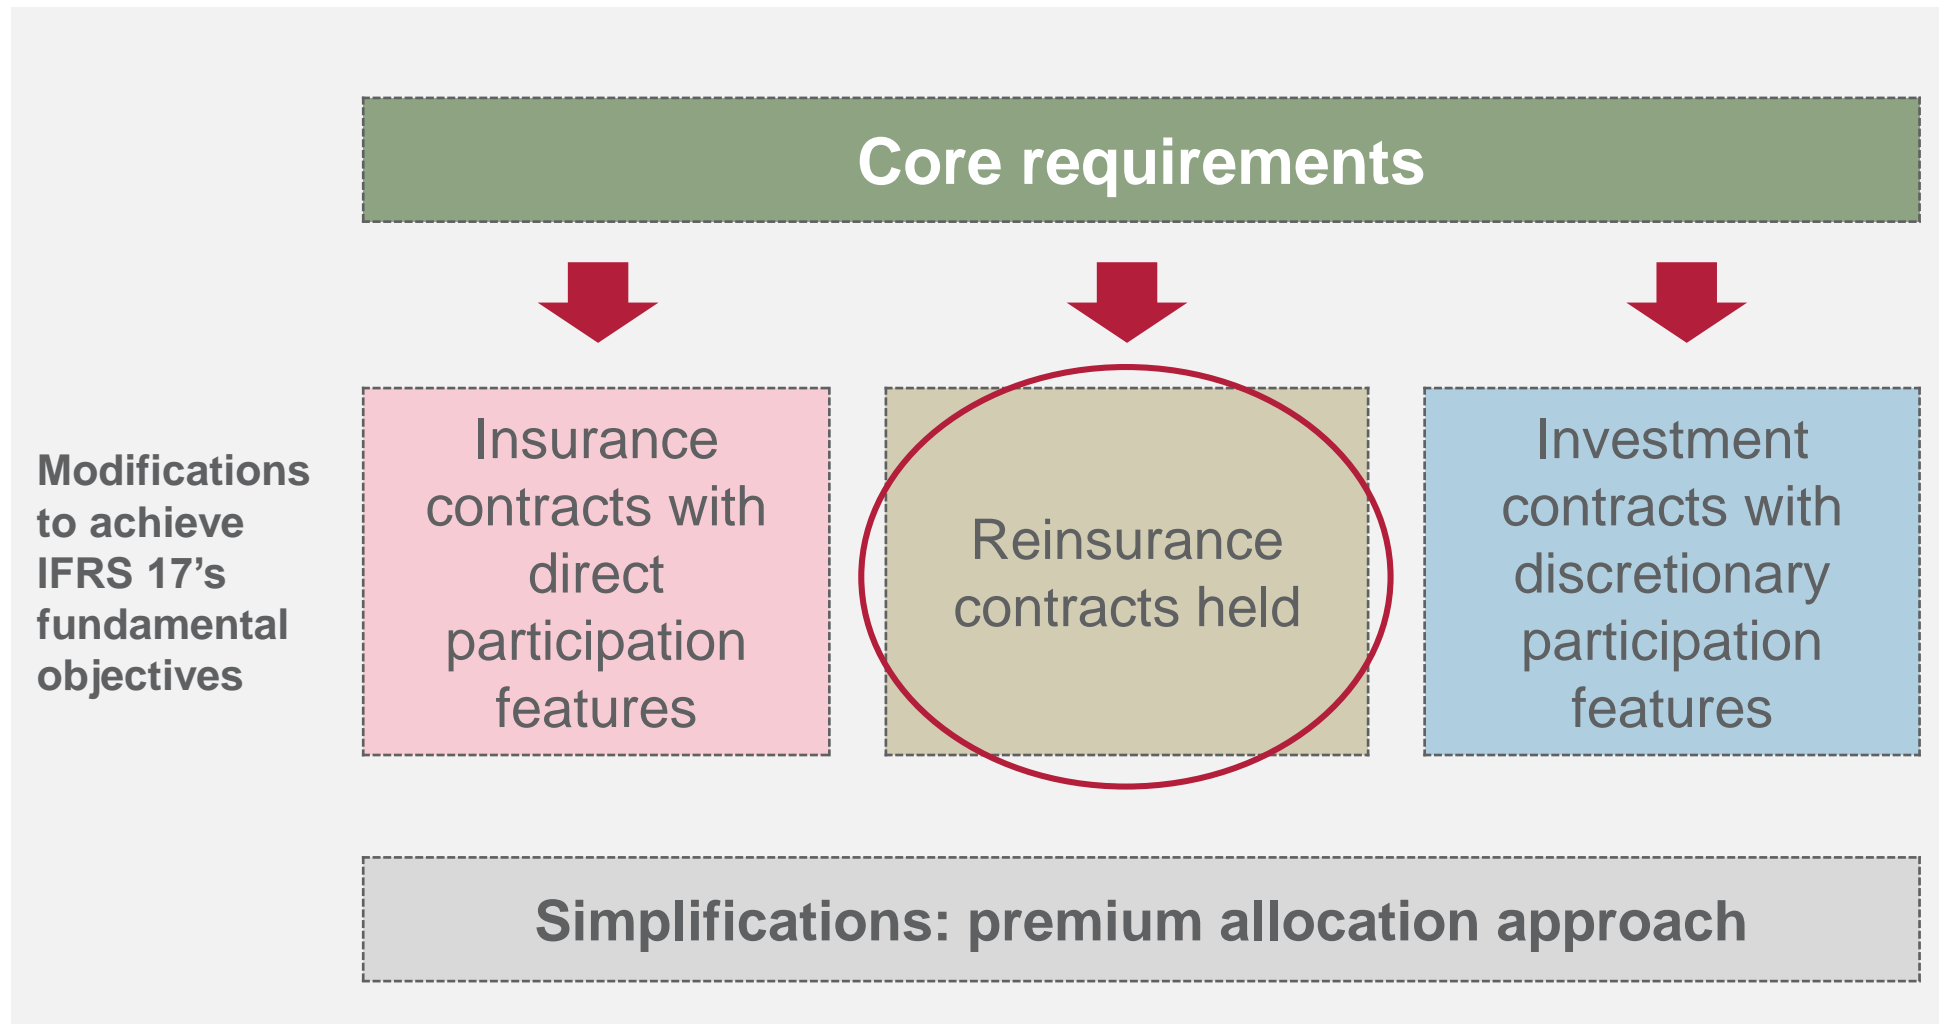 Core requirements
Modifications
to achieve
IFRS 17’s
fundamental
objectives
Insurance
contracts with
direct
participation
features
Reinsurance
contracts held
Investment
contracts with
discretionary
participation
features
Simplifications: premium allocation approach